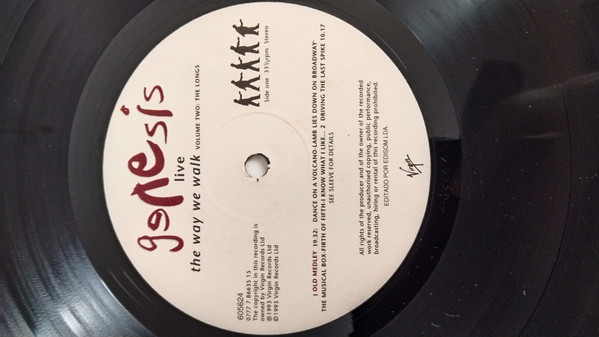 genesis
live
the way we walk VOLUME TWO: THE LONGS
Side one 33⅓rpm Stereo
605624
0777 7 86635 15
The copyright in this recording is
owned by Virgin Records Ltd
℗1993 Virgin Records Ltd
©1993 Virgin Records Ltd
1 OLD MEDLEY 19.32: DANCE ON A VOLCANO-LAMB LIES DOWN ON BROADWAY-
THE MUSICAL BOX-FIRTH OF FIFTH-I KNOW WHAT I LIKE... 2 DRIVING THE LAST SPIKE 10.17
SEE SLEEVE FOR DETAILS
All rights of the producer and of the owner of the recorded
work reserved, unauthorised copying, public performance,
broadcasting, hiring or rental of this recording prohibited.
EDITADO POR EDISOM LDA.
Virgin